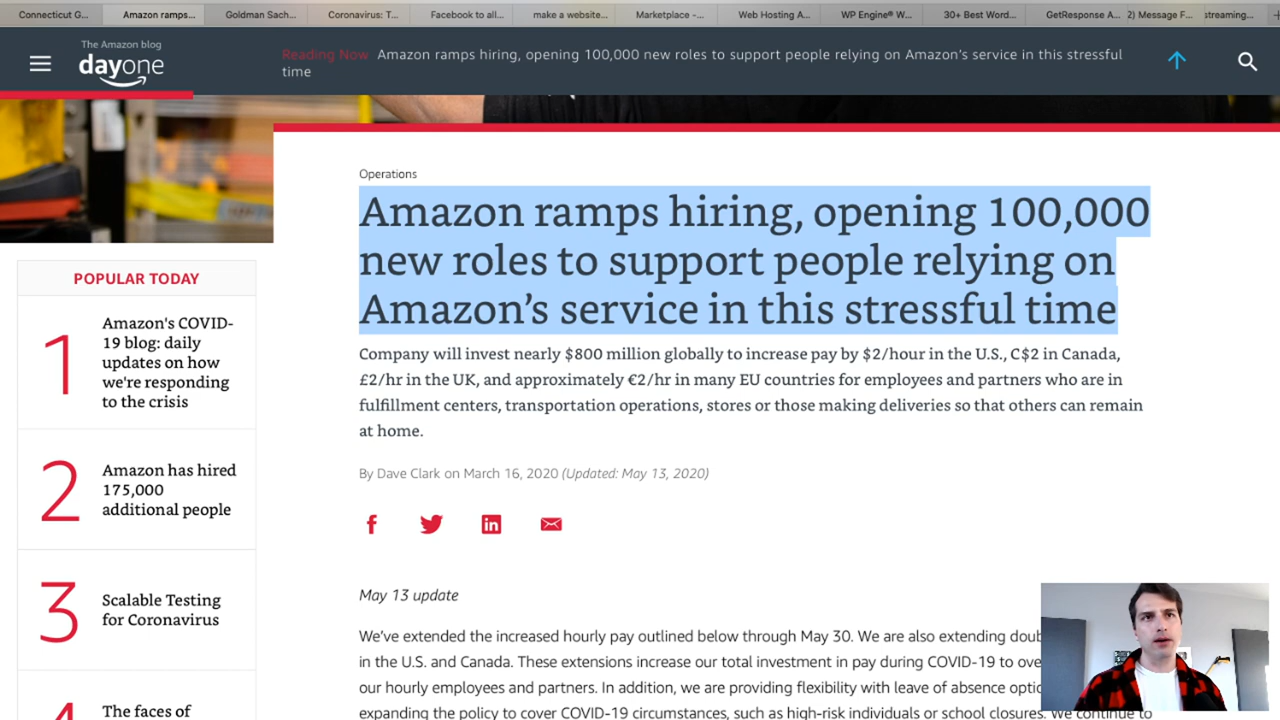 Connecticut G...
Amazon ramps...
Goldman Sach...
Coronavirus: T...
Facebook to all...
make a website...
Marketplace -...
Web Hosting A...
WP Engine® W...
30+ Best Word...
GetResponse A...
2) Message F...
streaming...
The Amazon blog
dayone
Reading Now Amazon ramps hiring, opening 100,000 new roles to support people relying on Amazon's service in this stressful
time
Operations
Amazon ramps hiring, opening 100,000
new roles to support people relying on
Amazon's service in this stressful time
Company will invest nearly $800 million globally to increase pay by $2/hour in the U.S., C$2 in Canada,
£2/hr in the UK, and approximately €2/hr in many EU countries for employees and partners who are in
fulfillment centers, transportation operations, stores or those making deliveries so that others can remain
at home.
By Dave Clark on March 16, 2020 (Updated: May 13, 2020)
May 13 update
We've extended the increased hourly pay outlined below through May 30. We are also extending
in the U.S. and Canada. These extensions increase our total investment in pay during COVID-19 to
our hourly employees and partners. In addition, we are providing flexibility with leave of absence
expanding the policy to cover COVID-19 circumstances, such as high-risk individuals or school closures. We continue to
POPULAR TODAY
1
Amazon's COVID-
19 blog: daily
updates on how
we're responding
to the crisis
2
Amazon has hired
175,000
additional people
3
Scalable Testing
for Coronavirus
4
The faces of